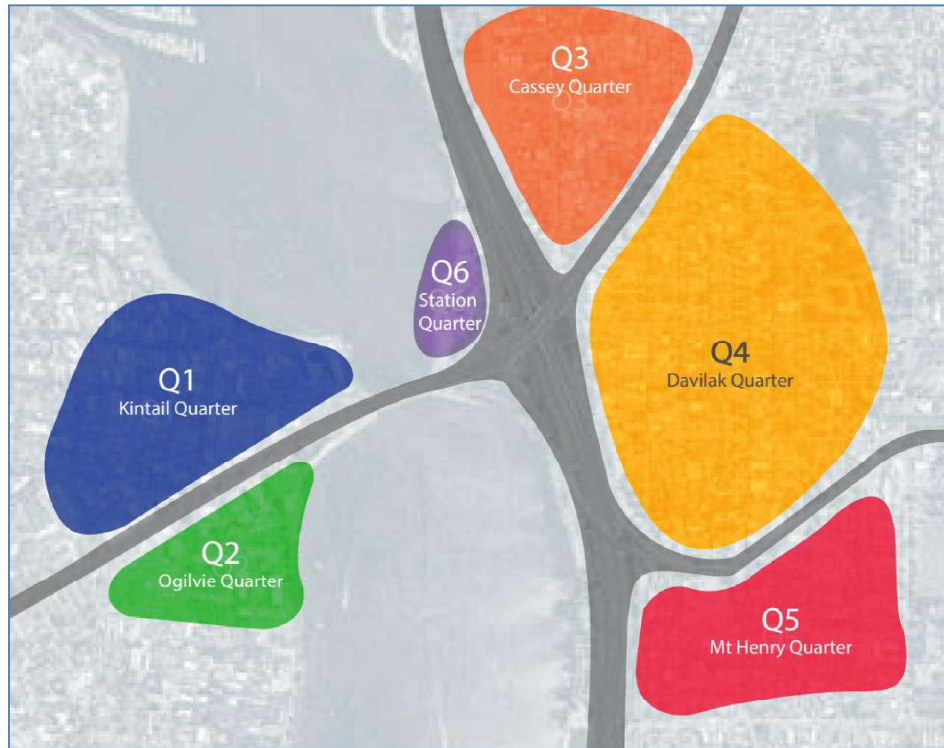 Q3
Cassey Quarter
Q3
Q6
Station
Quarter
Q1
Kintail Quarter
Q4
Davilak Quarter
Q2
Ogilvie Quarter
Q5
Mt Henry Quarter